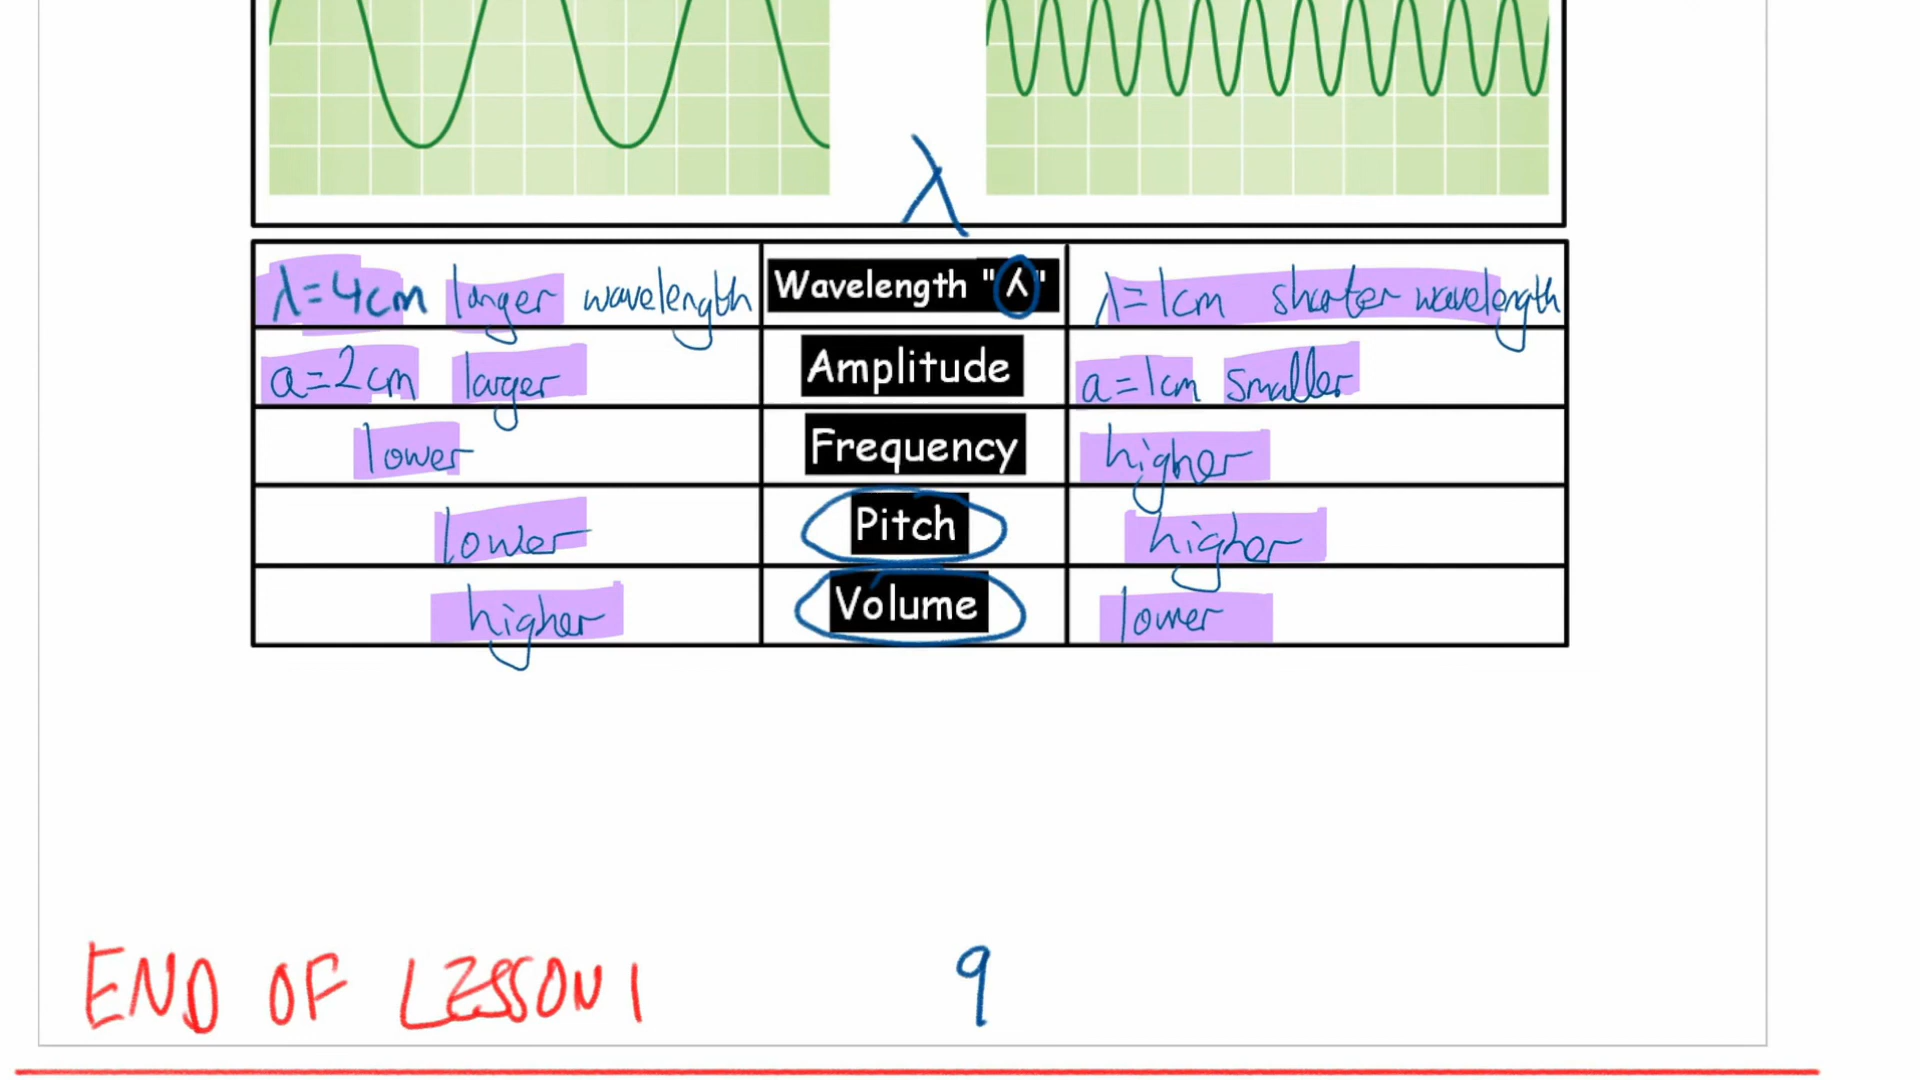 λ
λ=4cm larger wavelength Wavelength "λ" λ=1cm shorter wavelength
a=2cm larger Amplitude a=1cm smaller
lower Frequency higher
lower Pitch higher
higher Volume lower
END OF LESSON 1 9